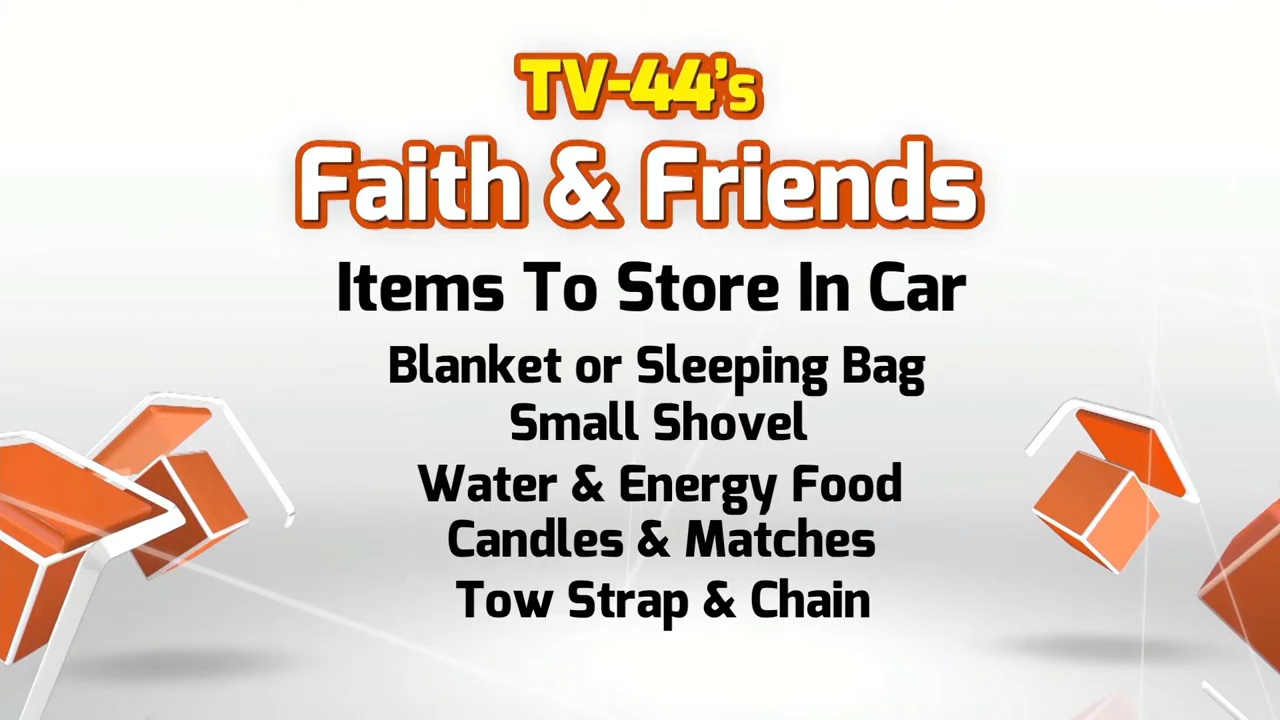 TV-44's
Faith & Friends
Items To Store In Car
Blanket or Sleeping Bag
Small Shovel
Water & Energy Food
Candles & Matches
Tow Strap & Chain